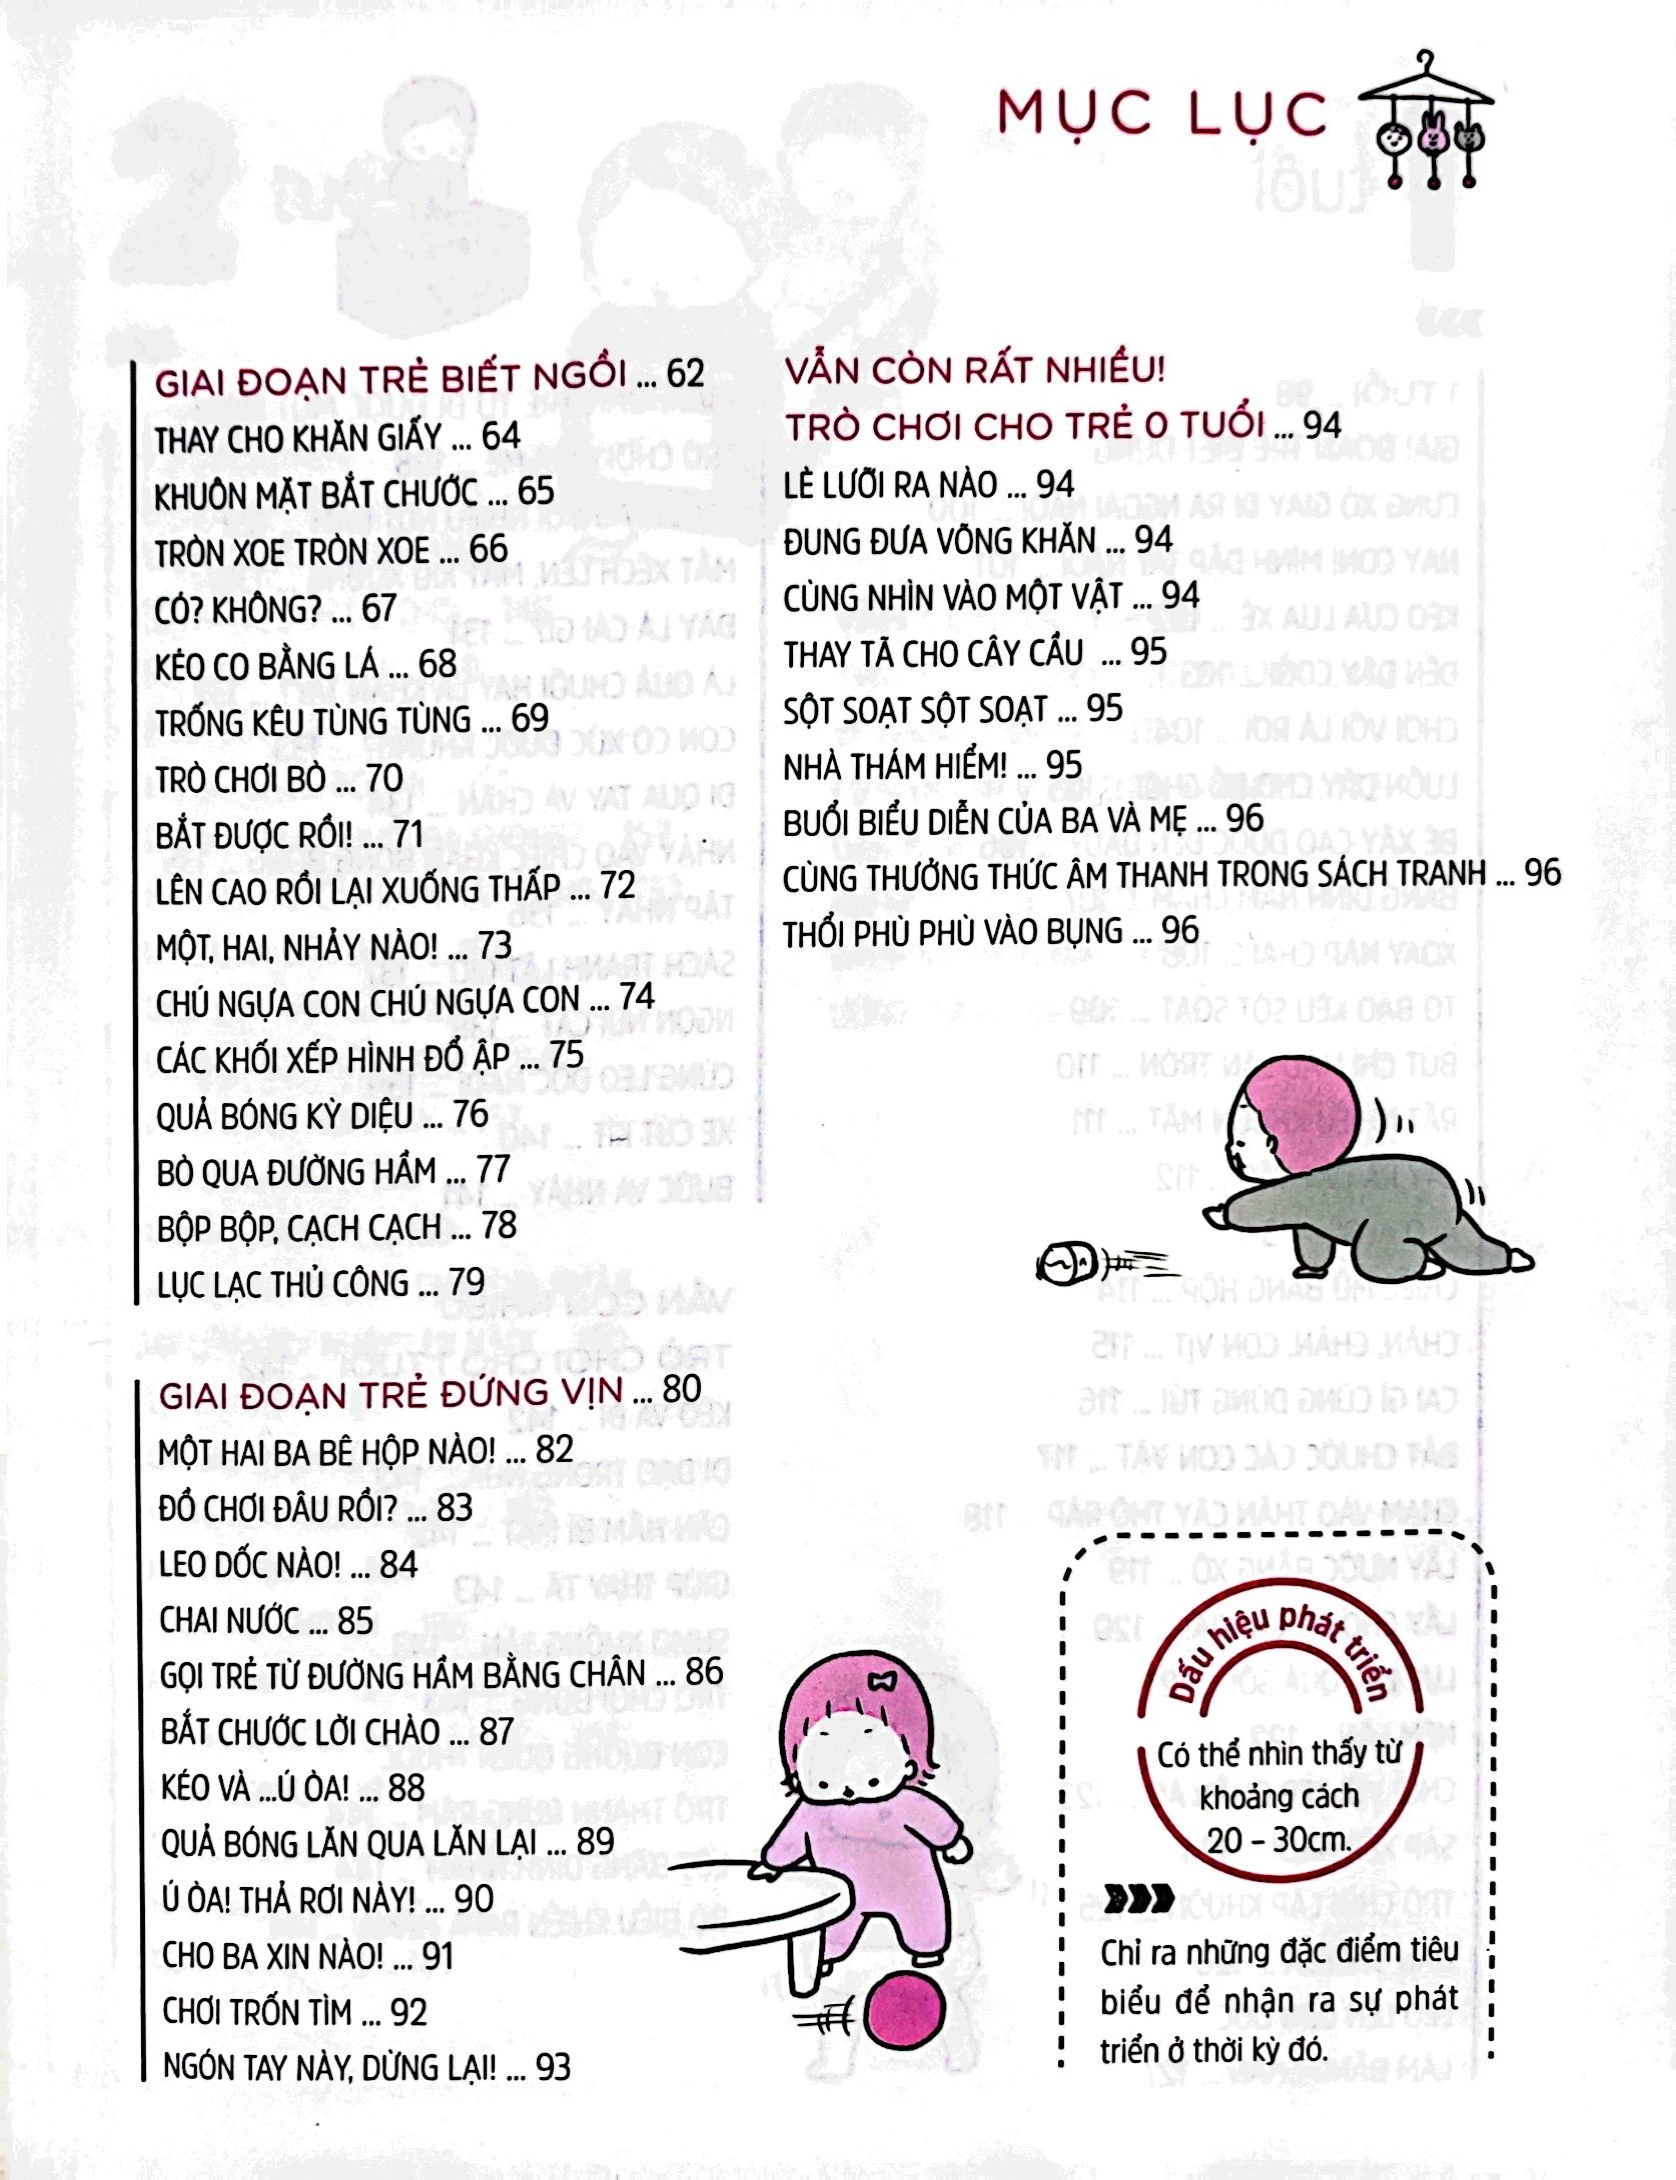 MỤC LỤC
GIAI ĐOẠN TRẺ BIẾT NGỒI ... 62
THAY CHO KHĂN GIẤY ... 64
KHUÔN MẶT BẮT CHƯỚC ... 65
TRÒN XOE TRÒN XOE ... 66
CÓ? KHÔNG? ... 67
KÉO CO BẰNG LÁ ... 68
TRỐNG KÊU TÙNG TÙNG ... 69
TRÒ CHƠI BÒ ... 70
BẮT ĐƯỢC RỒI! ... 71
LÊN CAO RỒI LẠI XUỐNG THẤP ... 72
MỘT, HAI, NHẢY NÀO! ... 73
CHÚ NGỰA CON CHÚ NGỰA CON ... 74
CÁC KHỐI XẾP HÌNH ĐỔ ẬP ... 75
QUẢ BÓNG KỲ DIỆU ... 76
BÒ QUA ĐƯỜNG HẦM ... 77
BỘP BỘP, CẠCH CẠCH ... 78
LỤC LẠC THỦ CÔNG ... 79
GIAI ĐOẠN TRẺ ĐỨNG VỊN ... 80
MỘT HAI BA BÊ HỘP NÀO! ... 82
ĐỒ CHƠI ĐÂU RỒI? ... 83
LEO DỐC NÀO! ... 84
CHAI NƯỚC ... 85
GỌI TRẺ TỪ ĐƯỜNG HẦM BẰNG CHÂN ... 86
BẮT CHƯỚC LỜI CHÀO ... 87
KÉO VÀ ...Ú ÒA! ... 88
QUẢ BÓNG LĂN QUA LĂN LẠI ... 89
Ú ÒA! THẢ RƠI NÀY! ... 90
CHO BA XIN NÀO! ... 91
CHƠI TRỐN TÌM ... 92
NGÓN TAY NÀY, DỪNG LẠI! ... 93
VẪN CÒN RẤT NHIỀU!
TRÒ CHƠI CHO TRẺ 0 TUỔI ... 94
LÈ LƯỠI RA NÀO ... 94
ĐUNG ĐƯA VÕNG KHĂN ... 94
CÙNG NHÌN VÀO MỘT VẬT ... 94
THAY TÃ CHO CÂY CẦU ... 95
SỘT SOẠT SỘT SOẠT ... 95
NHÀ THÁM HIỂM! ... 95
BUỔI BIỂU DIỄN CỦA BA VÀ MẸ ... 96
CÙNG THƯỞNG THỨC ÂM THANH TRONG SÁCH TRANH ... 96
THỔI PHÙ PHÙ VÀO BỤNG ... 96
Dấu hiệu phát triển
Có thể nhìn thấy từ
khoảng cách
20 – 30cm.
Chỉ ra những đặc điểm tiêu
biểu để nhận ra sự phát
triển ở thời kỳ đó.